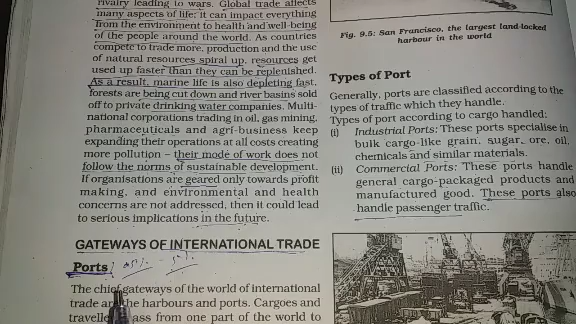 rivalry leading to wars. Global trade affects
many aspects of life; it can impact everything
from the environment to health and well-being
of the people around the world. As countries
compete to trade more, production and the use
of natural resources spiral up, resources get
used up faster than they can be replenished.
As a result, marine life is also depleting fast,
forests are being cut down and river basins sold
off to private drinking water companies. Multi-
national corporations trading in oil, gas mining,
pharmaceuticals and agri-business keep
expanding their operations at all costs creating
more pollution – their mode of work does not
follow the norms of sustainable development.
If organisations are geared only towards profit
making, and environmental and health
concerns are not addressed, then it could lead
to serious implications in the future.
GATEWAYS OF INTERNATIONAL TRADE
Ports
The chief gateways of the world of international
trade are the harbours and ports. Cargoes and
travelle ass from one part of the world to
Fig. 9.5: San Francisco, the largest land-locked
harbour in the world
Types of Port
Generally, ports are classified according to the
types of traffic which they handle.
Types of port according to cargo handled:
(i) Industrial Ports: These ports specialise in
bulk cargo-like grain, sugar, ore, oil,
chemicals and similar materials.
(ii) Commercial Ports: These ports handle
general cargo-packaged products and
manufactured good. These ports also
handle passenger traffic.